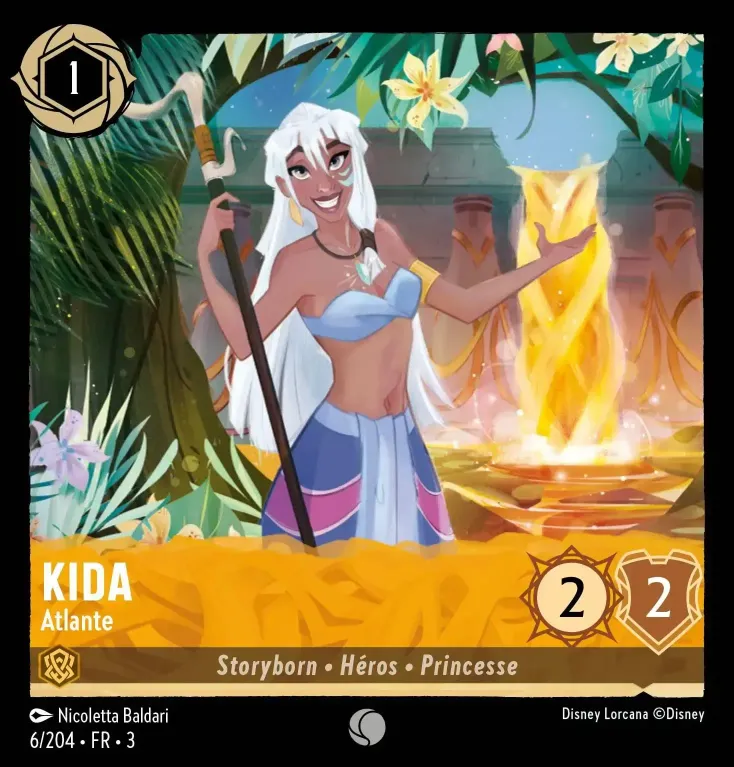 1
KIDA
Atlante
2
2
Storyborn • Héros • Princesse
Nicoletta Baldari
Disney Lorcana ©Disney
6/204 • FR • 3